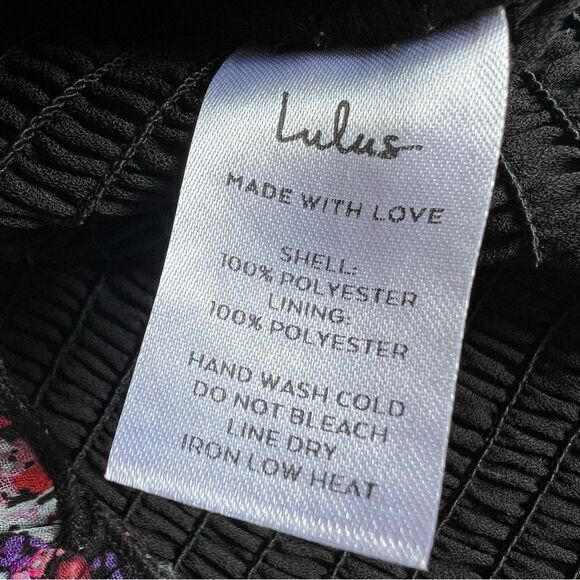 Lulus
MADE WITH LOVE
SHELL:
100% POLYESTER
LINING:
100% POLYESTER
HAND WASH COLD
DO NOT BLEACH
LINE DRY
IRON LOW HEAT